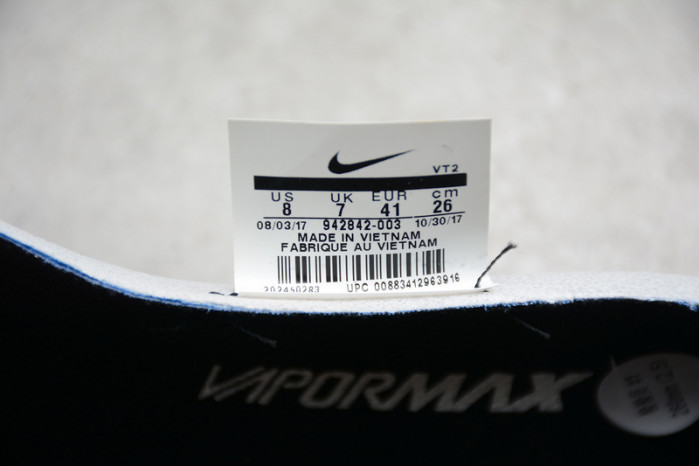 VT2
US UK EUR cm
8 7 41 26
08/03/17 942842-003 10/30/17
MADE IN VIETNAM
FABRIQUE AU VIETNAM
UPC 00883412963916
VAPORMAX